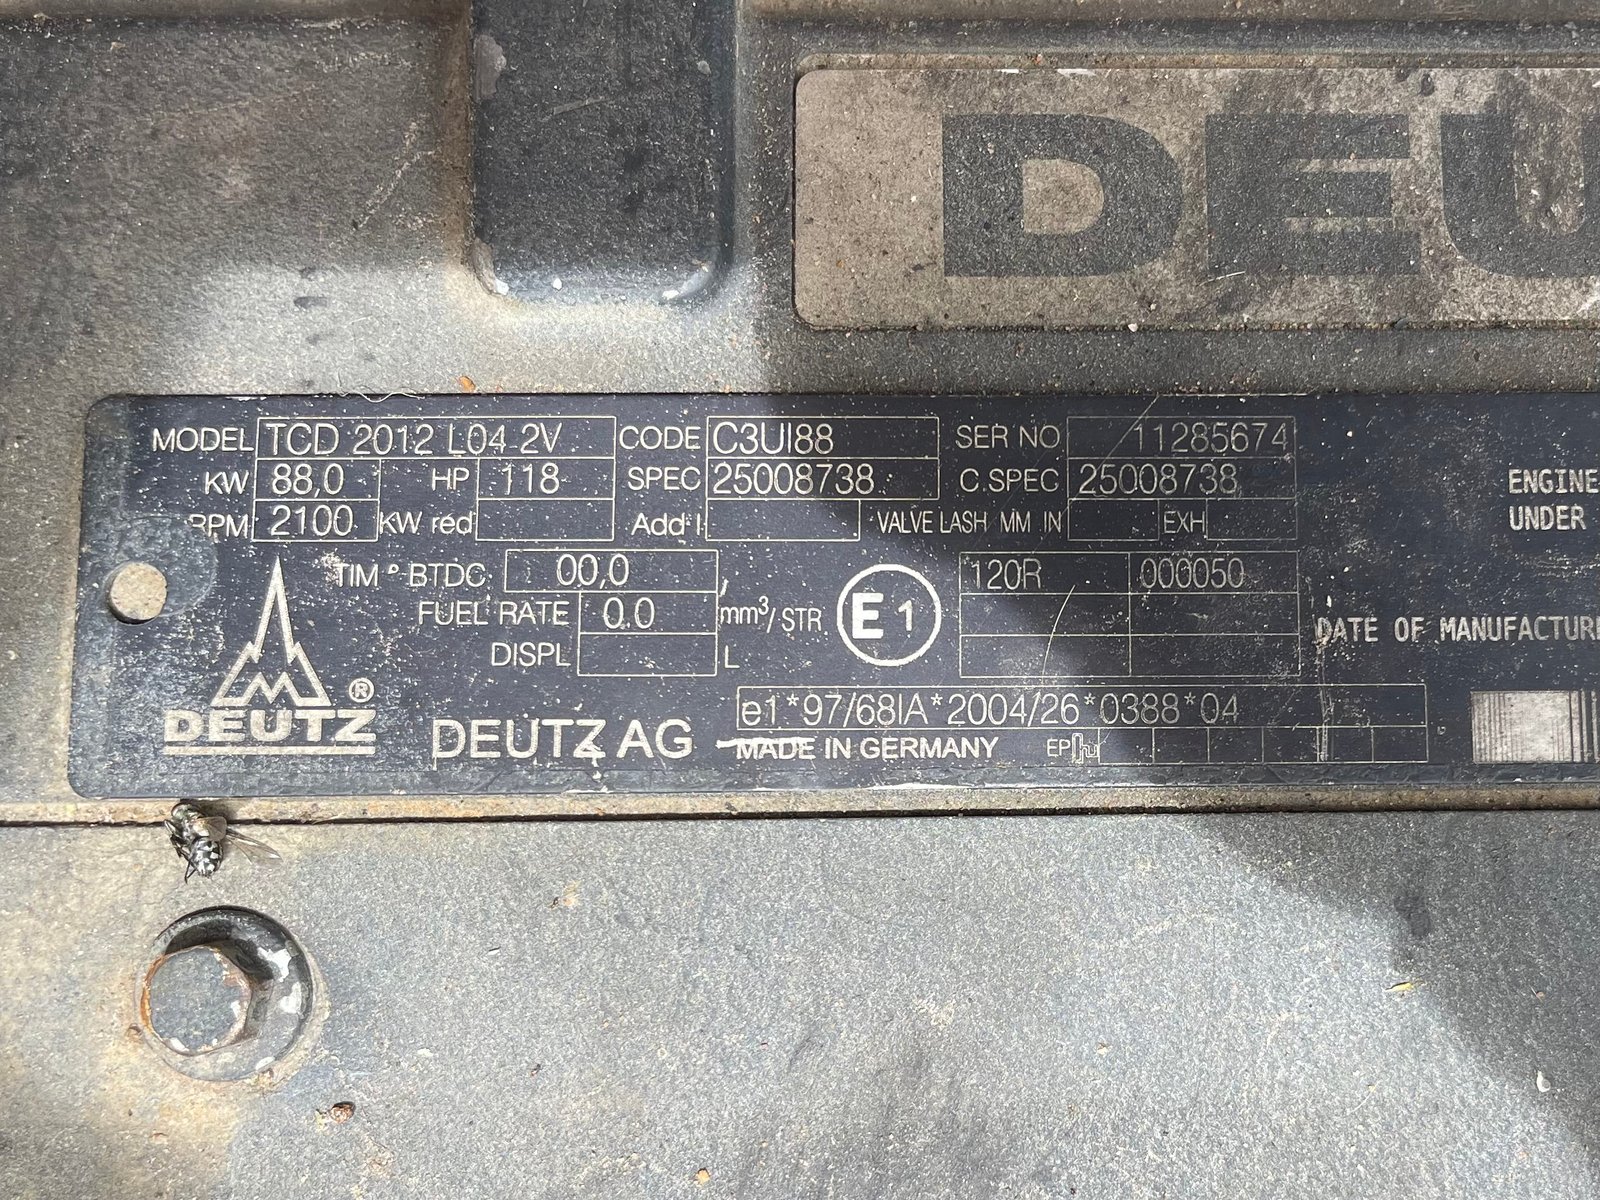 DEU
MODEL TCD 2012 L04 2V CODE C3UI88 SER NO 11285674
KW 88,0 HP 118 SPEC 25008738 C.SPEC 25008738
RPM 2100 KW red Add'l VALVE LASH MM IN EXH
ENGINE
UNDER
TIM ° BTDC 00,0 120R 000050
FUEL RATE 0.0 mm³/STR E1
DISPL L
DATE OF MANUFACTURE
DEUTZ ®
DEUTZ AG
e1*97/68IA*2004/26*0388*04
MADE IN GERMANY EP